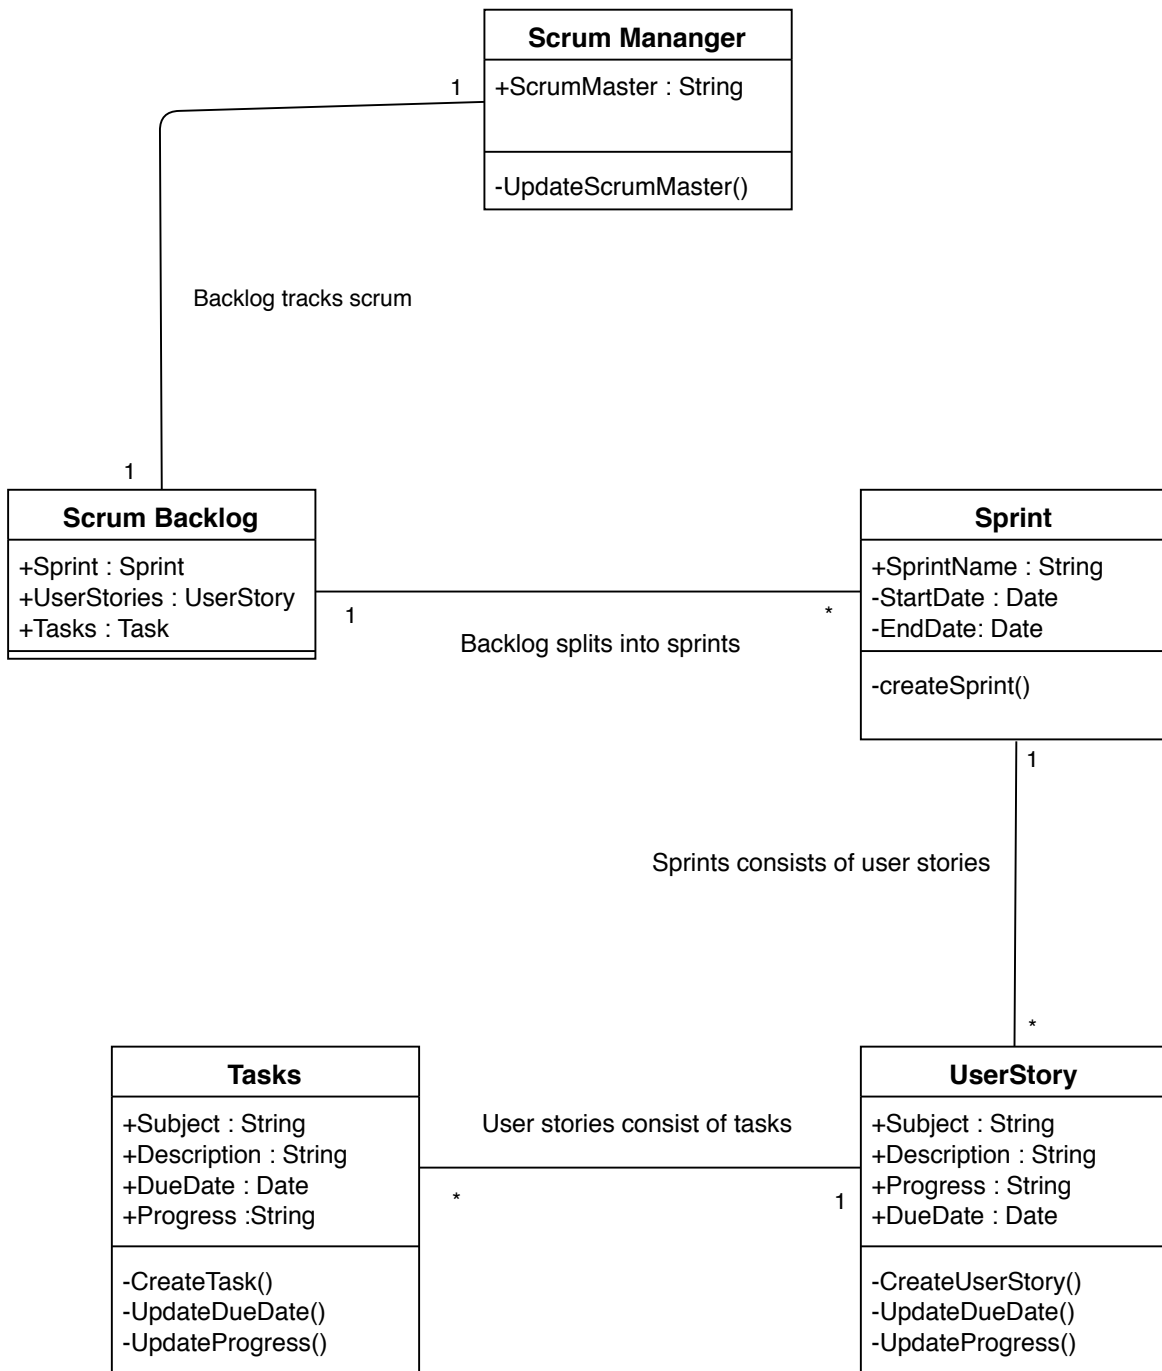 Scrum Mananger
1
+ScrumMaster : String
-UpdateScrumMaster()
Backlog tracks scrum
1
Scrum Backlog
+Sprint : Sprint
+UserStories : UserStory
+Tasks : Task
1
*
Backlog splits into sprints
Sprint
+SprintName : String
-StartDate : Date
-EndDate: Date
-createSprint()
1
Sprints consists of user stories
*
Tasks
+Subject : String
+Description : String
+DueDate : Date
+Progress :String
-CreateTask()
-UpdateDueDate()
-UpdateProgress()
User stories consist of tasks
*
1
UserStory
+Subject : String
+Description : String
+Progress : String
+DueDate : Date
-CreateUserStory()
-UpdateDueDate()
-UpdateProgress()